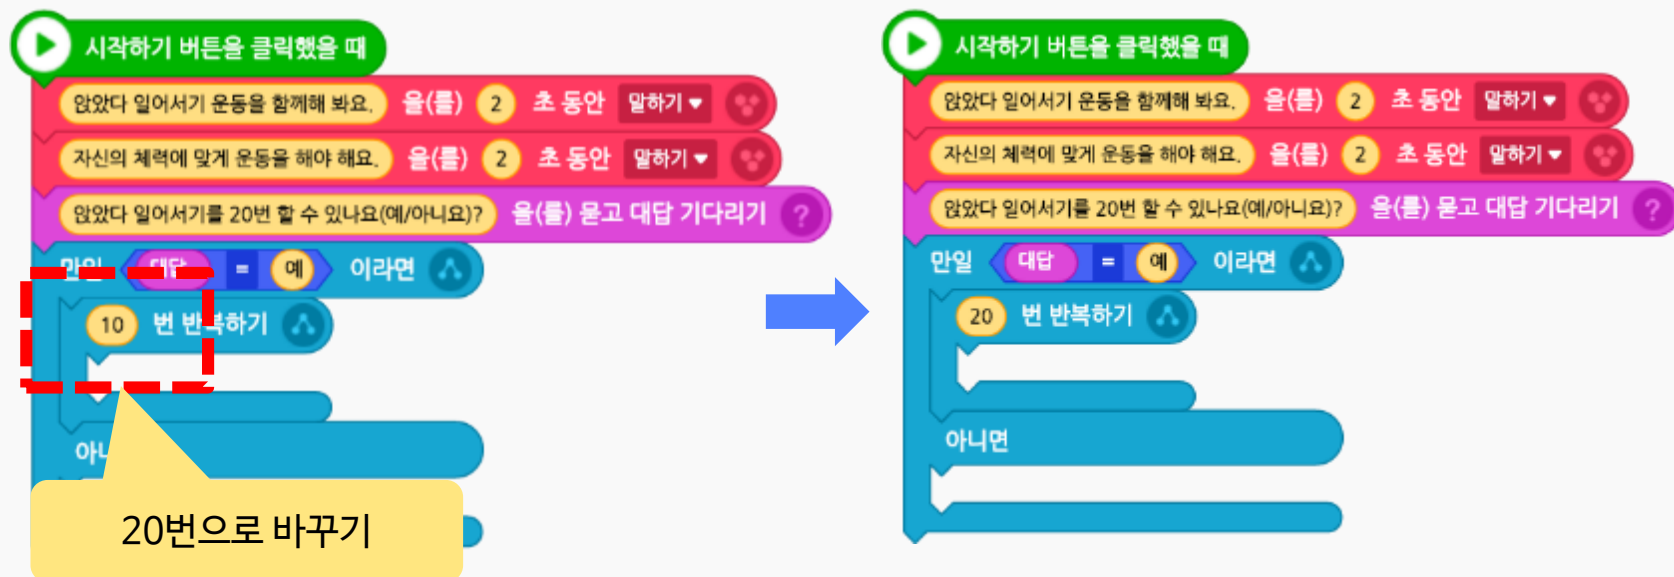 시작하기 버튼을 클릭했을 때
앉았다 일어서기 운동을 함께해 봐요. 을(를) 2 초 동안 말하기
자신의 체력에 맞게 운동을 해야 해요. 을(를) 2 초 동안 말하기
앉았다 일어서기를 20번 할 수 있나요(예/아니요)? 을(를) 묻고 대답 기다리기 ?
만일 대답 = 예 이라면
10 번 반복하기
20번으로 바꾸기
시작하기 버튼을 클릭했을 때
앉았다 일어서기 운동을 함께해 봐요. 을(를) 2 초 동안 말하기
자신의 체력에 맞게 운동을 해야 해요. 을(를) 2 초 동안 말하기
앉았다 일어서기를 20번 할 수 있나요(예/아니요)? 을(를) 묻고 대답 기다리기 ?
만일 대답 = 예 이라면
20 번 반복하기
아니면